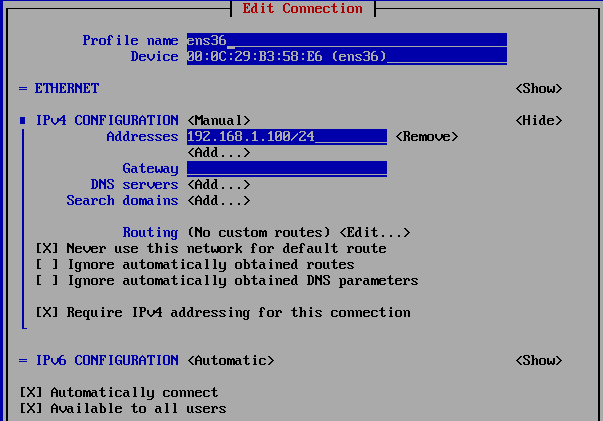 Edit Connection
Profile name ens36
Device 00:0C:29:B3:58:E6 (ens36)
= ETHERNET <Show>
IPv4 CONFIGURATION <Manual> <Hide>
Addresses 192.168.1.100/24 <Remove>
<Add...>
Gateway
DNS servers <Add...>
Search domains <Add...>
Routing (No custom routes) <Edit...>
[X] Never use this network for default route
[ ] Ignore automatically obtained routes
[ ] Ignore automatically obtained DNS parameters
[X] Require IPv4 addressing for this connection
= IPv6 CONFIGURATION <Automatic> <Show>
[X] Automatically connect
[X] Available to all users